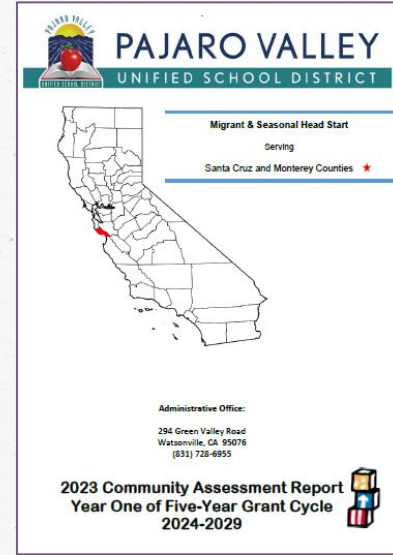 PAJARO VALLEY
UNIFIED SCHOOL DISTRICT
Migrant & Seasonal Head Start
Serving
Santa Cruz and Monterey Counties
Administrative Office:
294 Green Valley Road
Watsonville, CA 95076
(831) 728-6955
2023 Community Assessment Report
Year One of Five-Year Grant Cycle
2024-2029